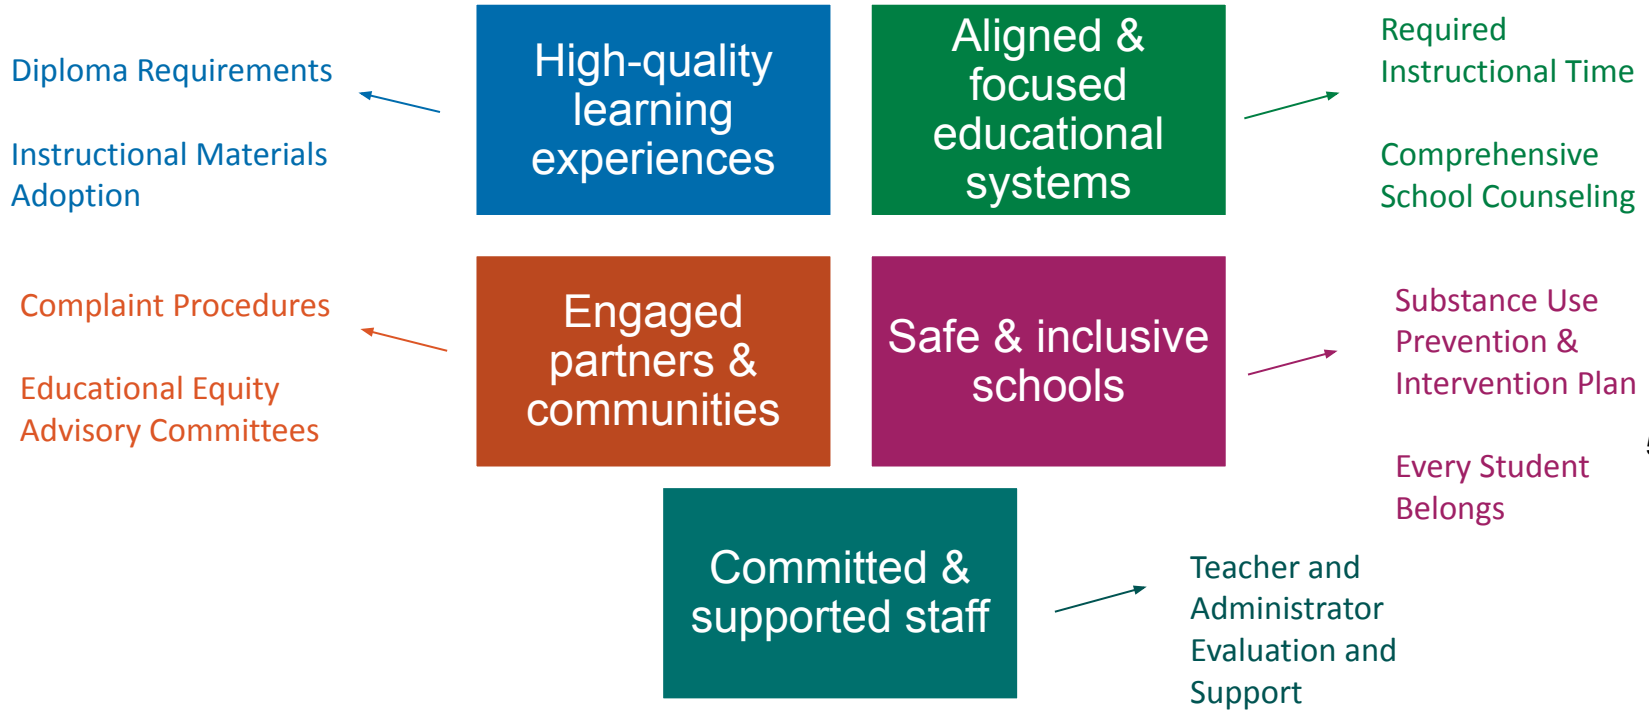 Diploma Requirements
Instructional Materials
Adoption
High-quality
learning
experiences
Aligned &
focused
educational
systems
Required
Instructional Time
Comprehensive
School Counseling
Complaint Procedures
Educational Equity
Advisory Committees
Engaged
partners &
communities
Safe & inclusive
schools
Substance Use
Prevention &
Intervention Plan
Every Student
Belongs
Committed &
supported staff
Teacher and
Administrator
Evaluation and
Support